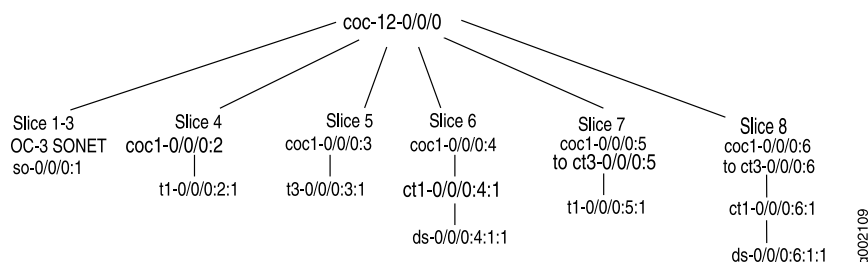 coc-12-0/0/0
Slice 1-3
OC-3 SONET
so-0/0/0:1
Slice 4
coc1-0/0/0:2
t1-0/0/0:2:1
Slice 5
coc1-0/0/0:3
t3-0/0/0:3:1
Slice 6
coc1-0/0/0:4
ct1-0/0/0:4:1
ds-0/0/0:4:1:1
Slice 7
coc1-0/0/0:5
to ct3-0/0/0:5
t1-0/0/0:5:1
Slice 8
coc1-0/0/0:6
to ct3-0/0/0:6
ct1-0/0/0:6:1
ds-0/0/0:6:1:1
g002109